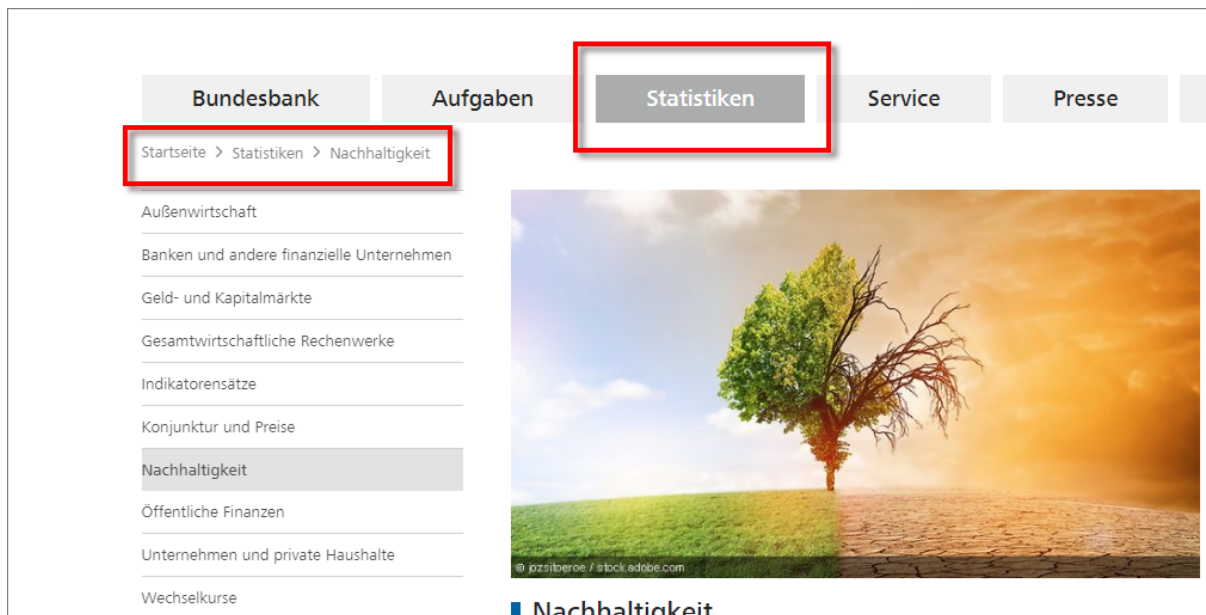 Bundesbank Aufgaben Statistiken Service Presse
Startseite > Statistiken > Nachhaltigkeit
Außenwirtschaft
Banken und andere finanzielle Unternehmen
Geld- und Kapitalmärkte
Gesamtwirtschaftliche Rechenwerke
Indikatorensätze
Konjunktur und Preise
Nachhaltigkeit
Öffentliche Finanzen
Unternehmen und private Haushalte
Wechselkurse
© jozsitoeroe / stock.adobe.com
Nachhaltigkeit